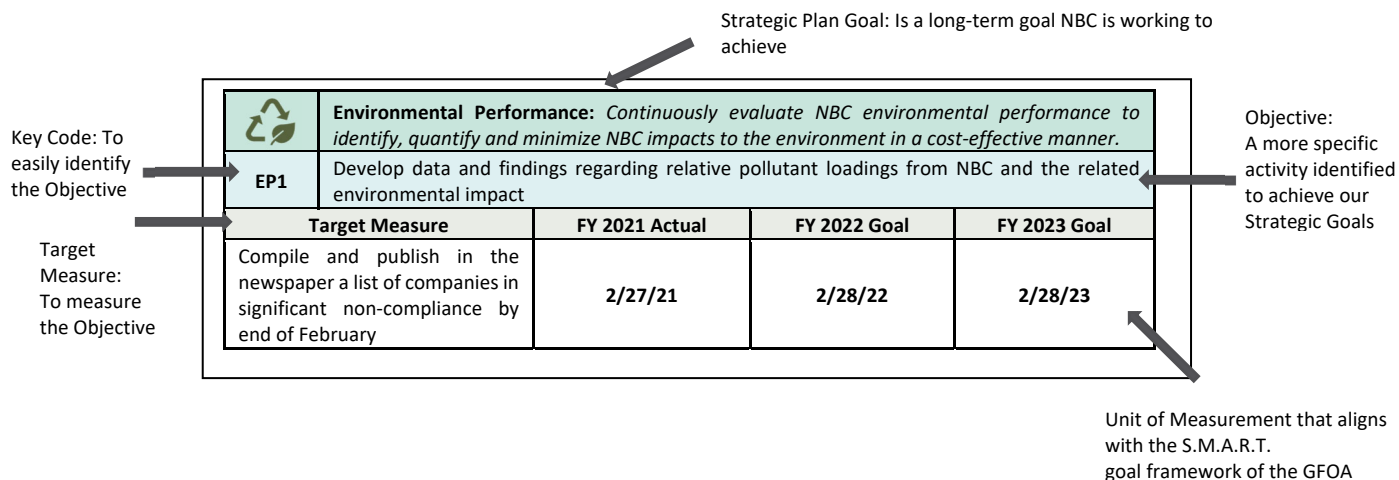 Strategic Plan Goal: Is a long-term goal NBC is working to
achieve
Key Code: To
easily identify
the Objective
Environmental Performance: Continuously evaluate NBC environmental performance to
identify, quantify and minimize NBC impacts to the environment in a cost-effective manner.
EP1
Develop data and findings regarding relative pollutant loadings from NBC and the related
environmental impact
Objective:
A more specific
activity identified
to achieve our
Strategic Goals
Target
Measure:
To measure
the Objective
Target Measure
FY 2021 Actual
FY 2022 Goal
FY 2023 Goal
Compile and publish in the
newspaper a list of companies in
significant non-compliance by
end of February
2/27/21
2/28/22
2/28/23
Unit of Measurement that aligns
with the S.M.A.R.T.
goal framework of the GFOA